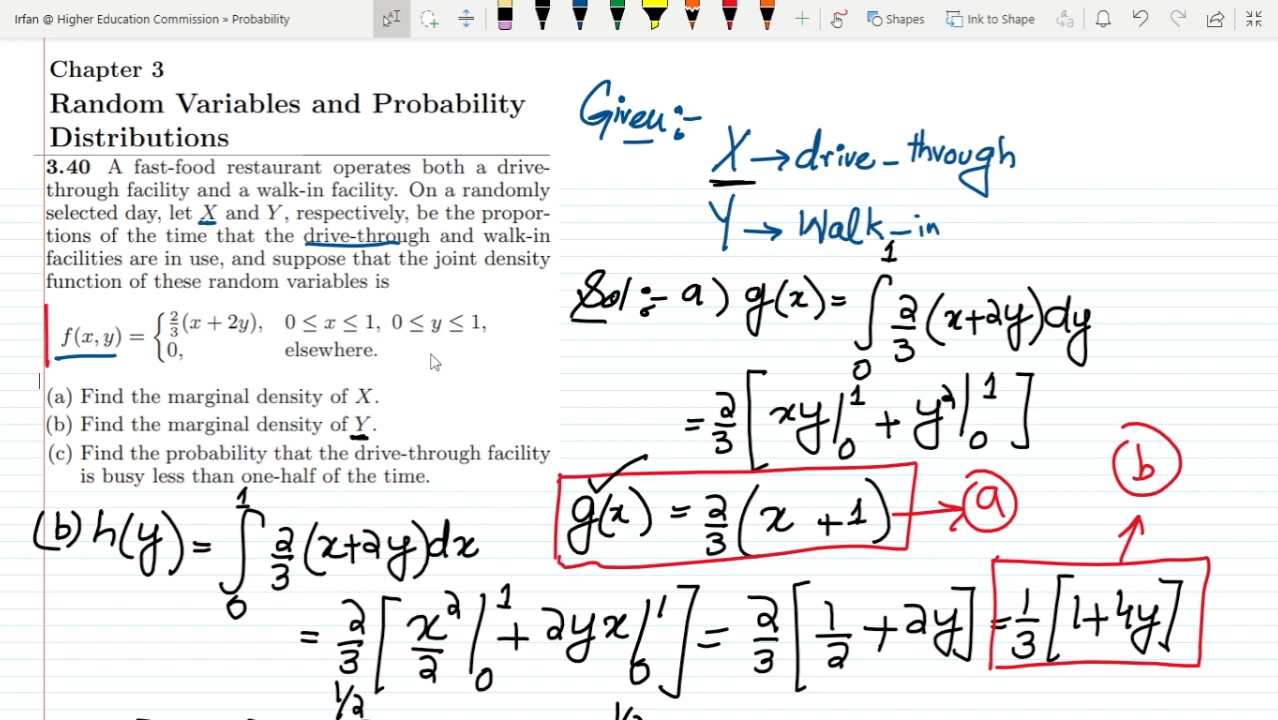 Irfan @ Higher Education Commission » Probability
Shapes
Ink to Shape
Chapter 3
Random Variables and Probability
Distributions
3.40 A fast-food restaurant operates both a drive-
through facility and a walk-in facility. On a randomly
selected day, let X and Y, respectively, be the propor-
tions of the time that the drive-through and walk-in
facilities are in use, and suppose that the joint density
function of these random variables is
f(x, y) = { 2/3(x + 2y), 0 ≤ x ≤ 1, 0 ≤ y ≤ 1,
0, elsewhere.
(a) Find the marginal density of X.
(b) Find the marginal density of Y.
(c) Find the probability that the drive-through facility
is busy less than one-half of the time.
Given:-
X → drive-through
Y → Walk-in
Sol:- a) g(x) = ∫₀¹ 2/3 (x+2y)dy
= 2/3 [ xy|₀¹ + y²|₀¹ ]
g(x) = 2/3 (x + 1) → a
b
(b) h(y) = ∫₀¹ 2/3 (x+2y)dx
= 2/3 [ x²/2 |₀¹ + 2yx|₀¹ ] = 2/3 [ 1/2 + 2y ] = 1/3 [1+4y]
1/2